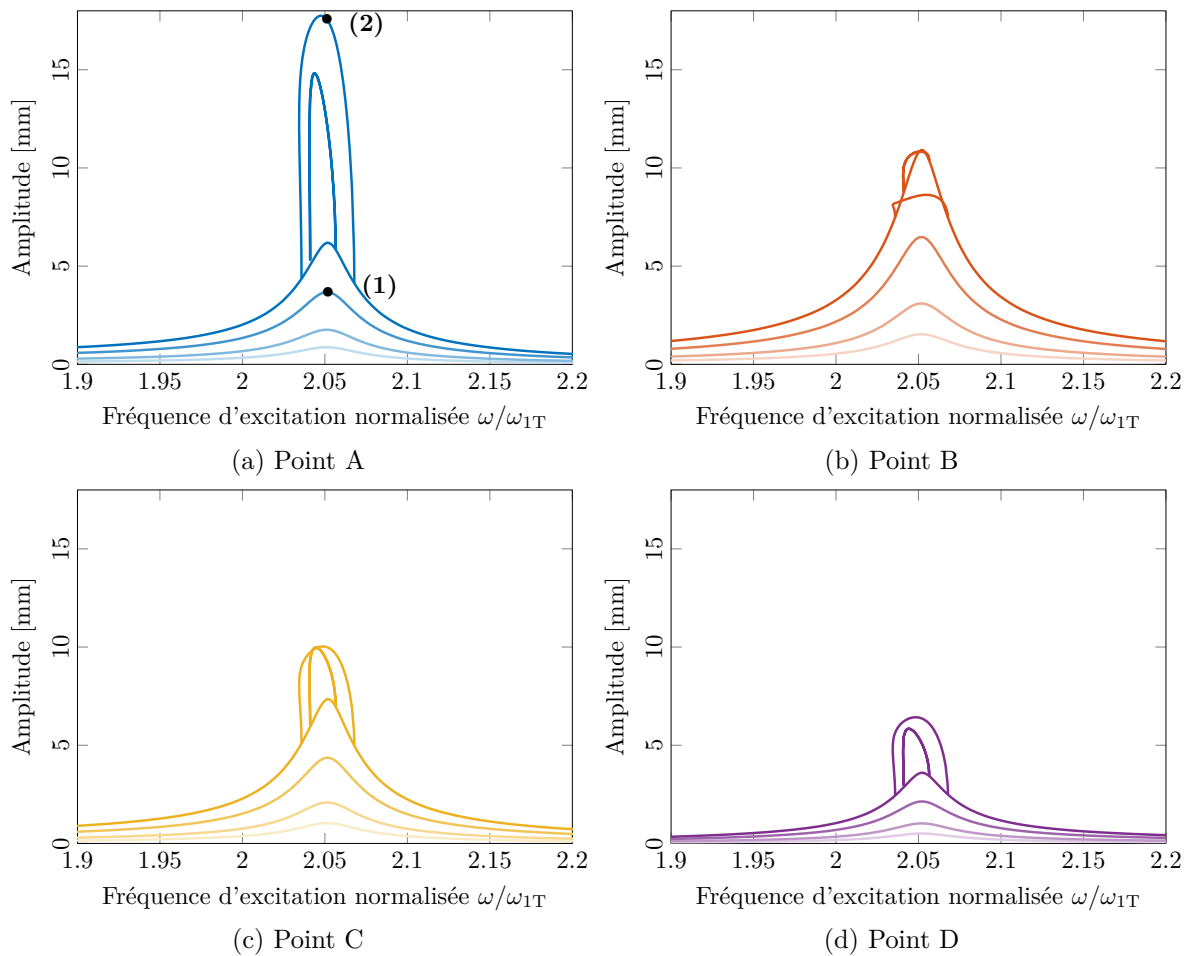 Amplitude [mm]
15
10
5
0
(2)
(1)
1.9 1.95 2 2.05 2.1 2.15 2.2
Fréquence d'excitation normalisée ω/ω1T
(a) Point A
Amplitude [mm]
15
10
5
0
1.9 1.95 2 2.05 2.1 2.15 2.2
Fréquence d'excitation normalisée ω/ω1T
(b) Point B
Amplitude [mm]
15
10
5
0
1.9 1.95 2 2.05 2.1 2.15 2.2
Fréquence d'excitation normalisée ω/ω1T
(c) Point C
Amplitude [mm]
15
10
5
0
1.9 1.95 2 2.05 2.1 2.15 2.2
Fréquence d'excitation normalisée ω/ω1T
(d) Point D